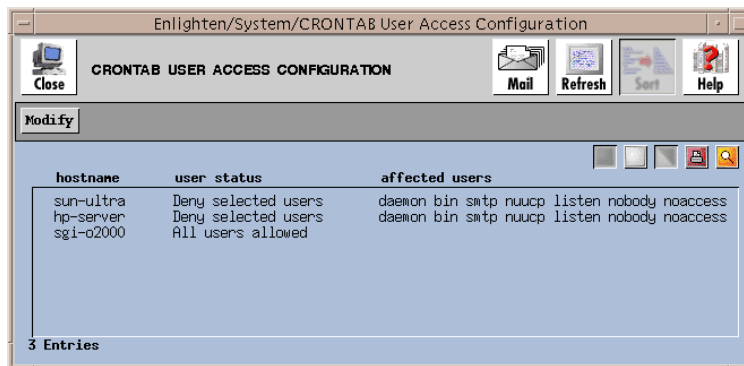 Enlighten/System/CRONTAB User Access Configuration
Close
CRONTAB USER ACCESS CONFIGURATION
Mail
Refresh
Sort
Help
Modify
hostname user status affected users
sun-ultra Deny selected users daemon bin smtp nuucp listen nobody noaccess
hp-server Deny selected users daemon bin smtp nuucp listen nobody noaccess
sgi-o2000 All users allowed
3 Entries